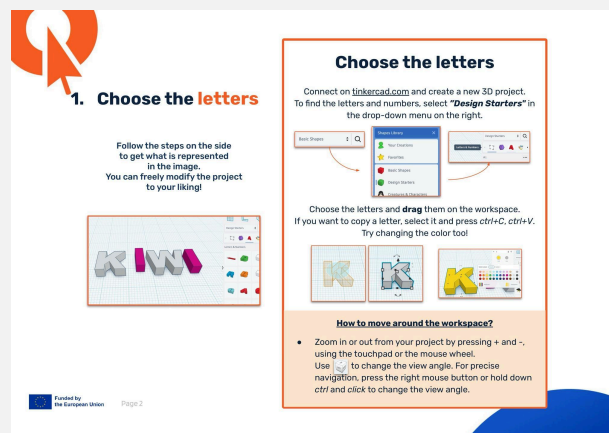 1. Choose the letters
Follow the steps on the side
to get what is represented
in the image.
You can freely modify the project
to your liking!
KIWI
Choose the letters
Connect on tinkercad.com and create a new 3D project.
To find the letters and numbers, select "Design Starters" in
the drop-down menu on the right.
Basic Shapes
Shapes Library
Your Creations
Favorites
Basic Shapes
Design Starters
Creatures & Characters
Design Starters
Choose the letters and drag them on the workspace.
If you want to copy a letter, select it and press ctrl+C, ctrl+V.
Try changing the color too!
K
K
K
How to move around the workspace?
● Zoom in or out from your project by pressing + and -,
using the touchpad or the mouse wheel.
Use to change the view angle. For precise
navigation, press the right mouse button or hold down
ctrl and click to change the view angle.
Funded by
the European Union
Page 2